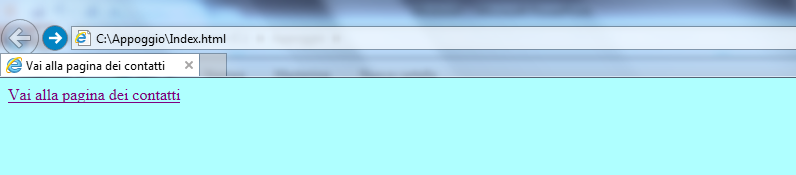 C:\Appoggio\Index.html
Vai alla pagina dei contatti
Vai alla pagina dei contatti